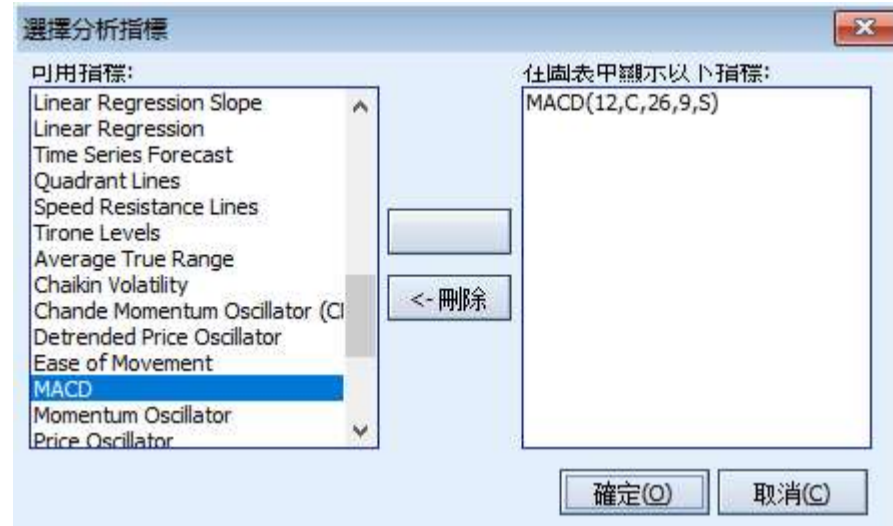 選擇分析指標
可用指標:
Linear Regression Slope
Linear Regression
Time Series Forecast
Quadrant Lines
Speed Resistance Lines
Tirone Levels
Average True Range
Chaikin Volatility
Chande Momentum Oscillator (C
Detrended Price Oscillator
Ease of Movement
MACD
Momentum Oscillator
Price Oscillator
<- 刪除
在圖表中顯示以下指標:
MACD(12,C,26,9,S)
確定(O)
取消(C)